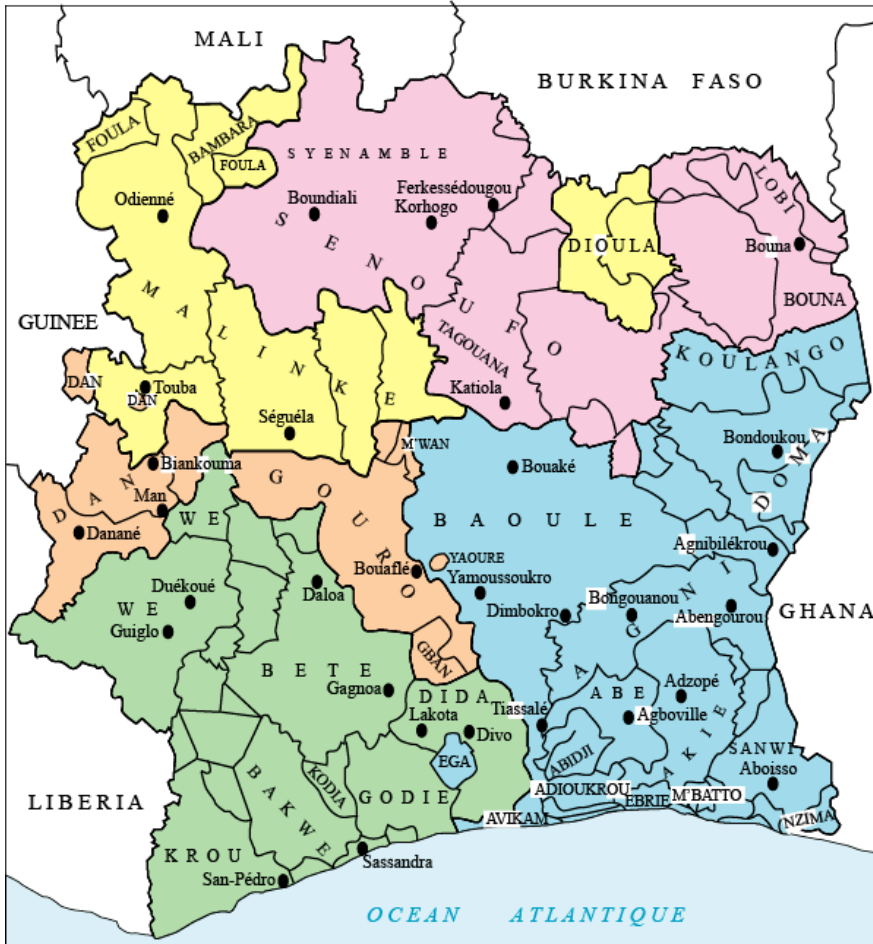 MALI
BURKINA FASO
FOULA
BAMBARA
FOULA
SYENAMBLE
LOBI
Odienné
Boundiali
Ferkessédougou
Korhogo
SENOUFO
DIOULA
Bouna
BOUNA
MALINKE
GUINEE
TAGOUANA
KOULANGO
DAN
Touba
DAN
Katiola
Séguéla
M'WAN
Bondoukou
DOMA
Biankouma
Bouaké
DAN
Man
WE
GOURO
BAOULE
Danané
Agnibilékrou
YAOURE
Bouaflé
Yamoussoukro
Daloa
Duékoué
WE
Guiglo
Dimbokro
Bongouanou
AGNI
Abengourou
GHANA
GBAN
BETE
Gagnoa
DIDA
Lakota
Divo
Tiassalé
ABE
Adzopé
Agboville
AKIE
EGA
ABIDJI
SANWI
Aboisso
LIBERIA
BAKWE
KODIA
GODIE
ADIOUKROU
EBRIE
M'BATTO
AVIKAM
NZIMA
KROU
Sassandra
San-Pédro
OCEAN ATLANTIQUE